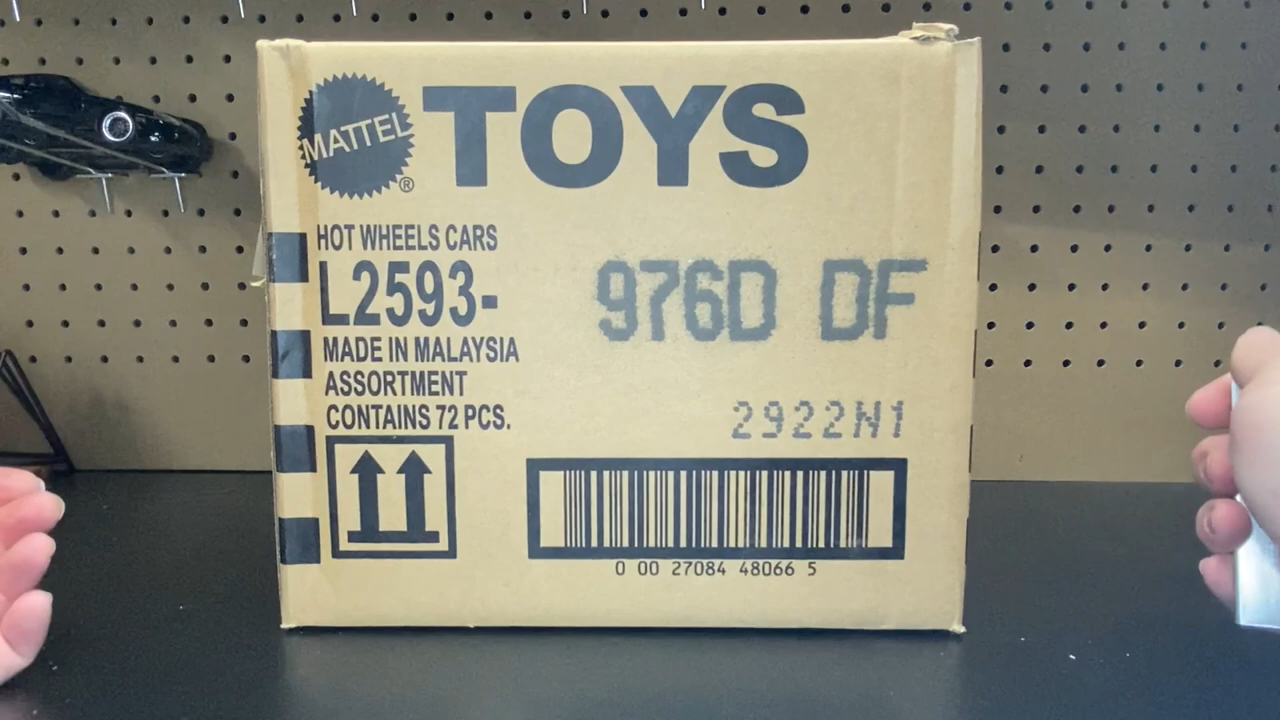 MATTEL® TOYS
HOT WHEELS CARS
L2593-
976D DF
MADE IN MALAYSIA
ASSORTMENT
CONTAINS 72 PCS.
2922N1
0 00 27084 48066 5